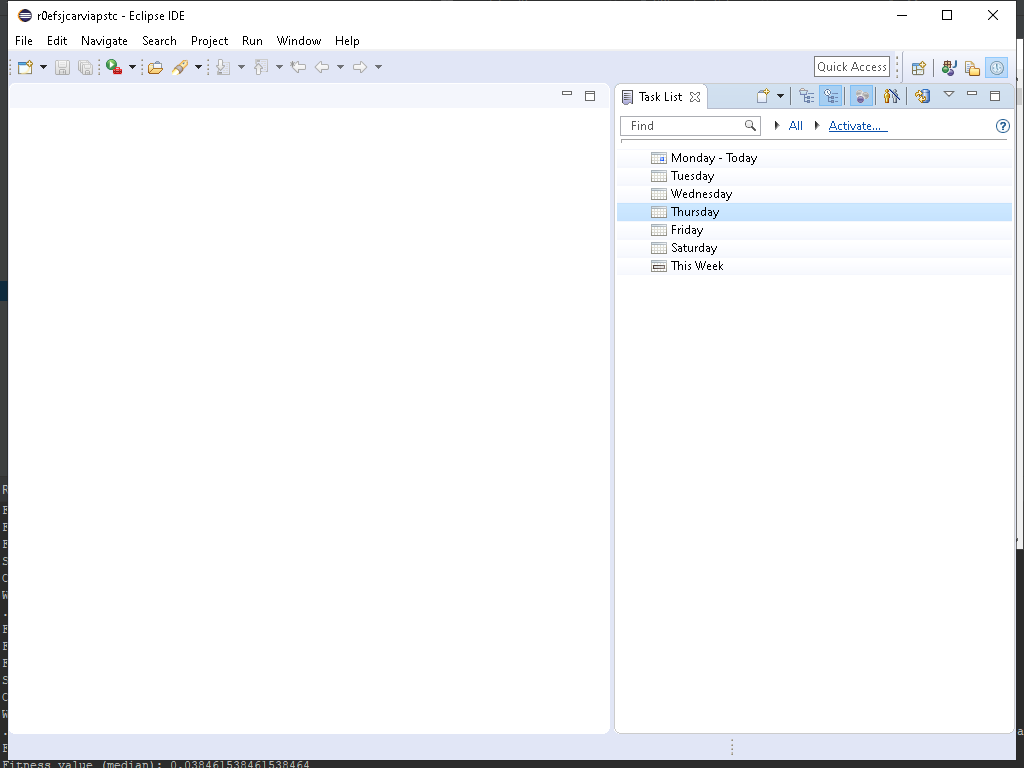 r0efsjcarviapstc - Eclipse IDE
File Edit Navigate Search Project Run Window Help
Quick Access
Task List
Find All Activate...
Monday - Today
Tuesday
Wednesday
Thursday
Friday
Saturday
This Week
Fitness value (median): 0.038461538461538464